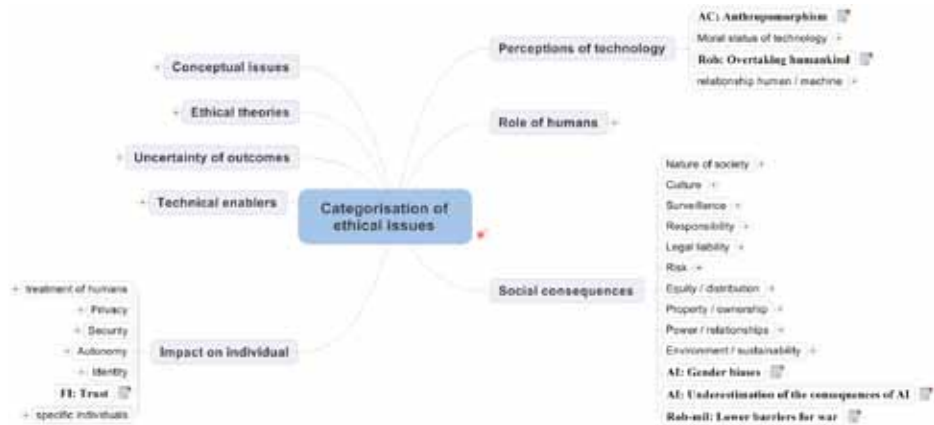 Conceptual issues
Ethical theories
Uncertainty of outcomes
Technical enablers
treatment of humans
Privacy
Security
Autonomy
Identity
FI: Trust
specific individuals
Impact on individual
Categorisation of
ethical issues
Perceptions of technology
AC: Anthropomorphism
Moral status of technology
Rob: Overtaking humankind
relationship human / machine
Role of humans
Social consequences
Nature of society
Culture
Surveillance
Responsibility
Legal liability
Risk
Equity / distribution
Property / ownership
Power / relationships
Environment / sustainability
AI: Gender biases
AI: Underestimation of the consequences of AI
Rob-mil: Lower barriers for war